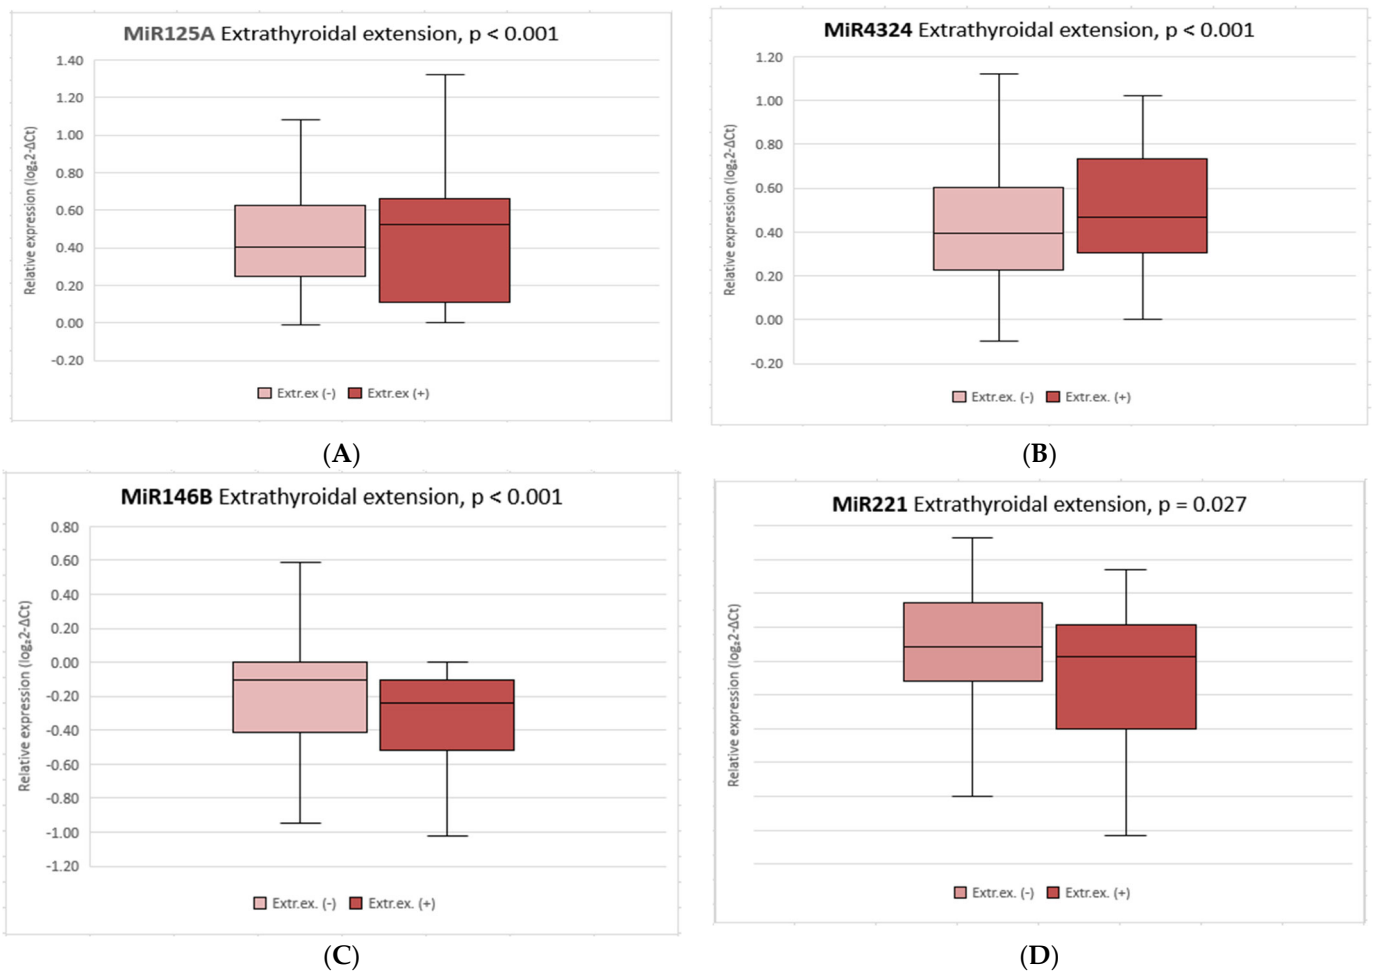 MiR125A Extrathyroidal extension, p < 0.001
Relative expression (log₂2-ΔCt)
1.40
1.20
1.00
0.80
0.60
0.40
0.20
0.00
-0.20
Extr.ex (-) Extr.ex (+)
(A)
MiR4324 Extrathyroidal extension, p < 0.001
Relative expression (log₂2-ΔCt)
1.20
1.00
0.80
0.60
0.40
0.20
0.00
-0.20
Extr.ex. (-) Extr.ex. (+)
(B)
MiR146B Extrathyroidal extension, p < 0.001
Relative expression (log₂2-ΔCt)
0.80
0.60
0.40
0.20
0.00
-0.20
-0.40
-0.60
-0.80
-1.00
-1.20
Extr.ex. (-) Extr.ex. (+)
(C)
MiR221 Extrathyroidal extension, p = 0.027
Relative expression (log₂2-ΔCt)
Extr.ex. (-) Extr.ex. (+)
(D)